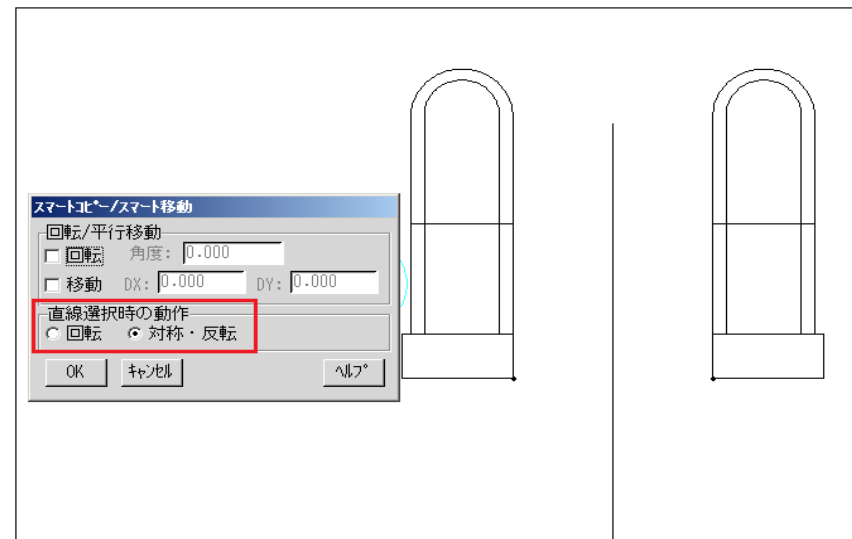 スマートコピー/スマート移動
回転/平行移動
回転 角度: 0.000
移動 DX: 0.000 DY: 0.000
直線選択時の動作
回転 対称・反転
OK キャンセル ヘルプ